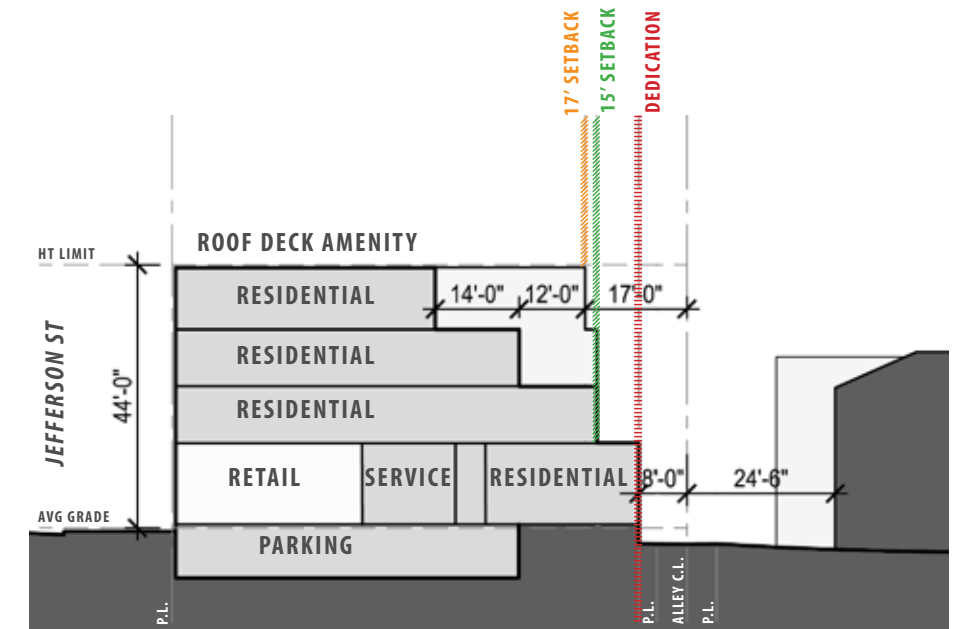 17' SETBACK
15' SETBACK
DEDICATION
ROOF DECK AMENITY
HT LIMIT
RESIDENTIAL
14'-0"
12'-0"
17'-0"
JEFFERSON ST
44'-0"
RESIDENTIAL
RESIDENTIAL
RETAIL
SERVICE
RESIDENTIAL
8'-0"
24'-6"
AVG GRADE
PARKING
P.L.
P.L.
ALLEY C.L.
P.L.